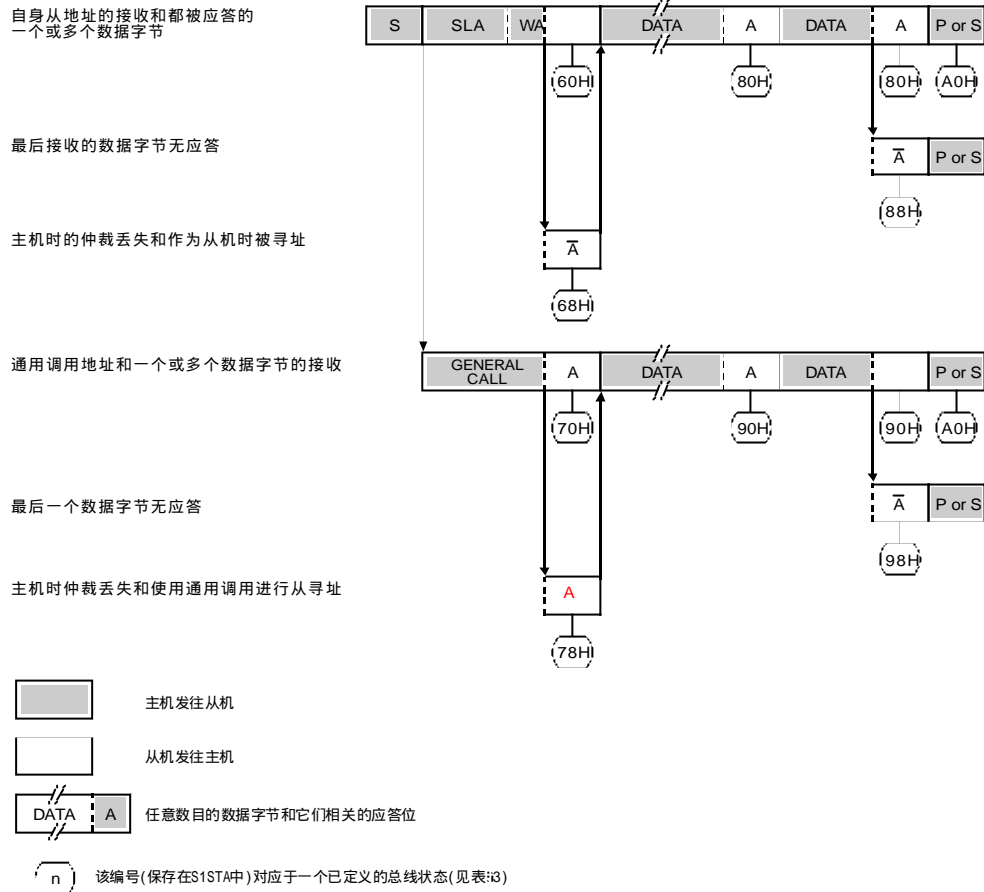 自身从地址的接收和都被应答的
一个或多个数据字节
S SLA WA DATA A DATA A P or S
60H 80H 80H A0H
最后接收的数据字节无应答
A̅ P or S
88H
主机时的仲裁丢失和作为从机时被寻址
A̅
68H
通用调用地址和一个或多个数据字节的接收
GENERAL
CALL A DATA A DATA P or S
70H 90H 90H A0H
最后一个数据字节无应答
A̅ P or S
98H
主机时仲裁丢失和使用通用调用进行从寻址
A
78H
主机发往从机
从机发往主机
DATA A 任意数目的数据字节和它们相关的应答位
n 该编号(保存在S1STA中)对应于一个已定义的总线状态(见表3)